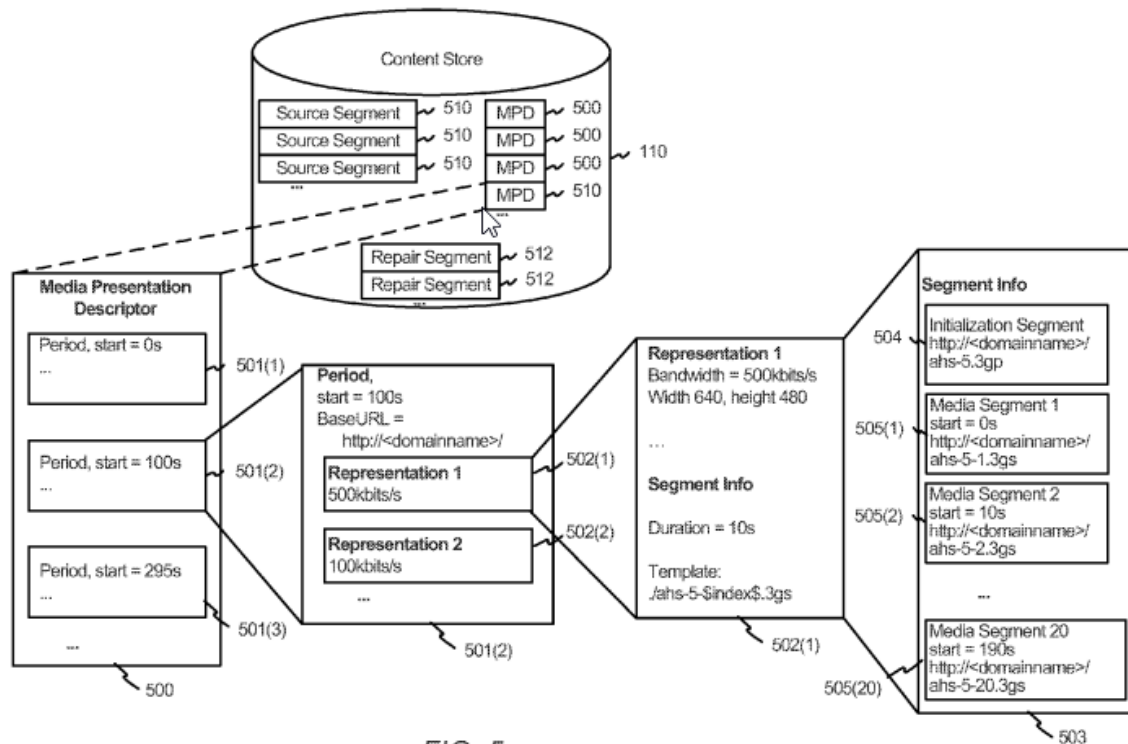 Content Store
Source Segment 510
Source Segment 510
Source Segment 510
...
MPD 500
MPD 500
MPD 500
MPD 510
...
110
Repair Segment 512
Repair Segment 512
...
Media Presentation
Descriptor
Period, start = 0s
...
501(1)
Period, start = 100s
...
501(2)
Period, start = 295s
...
501(3)
...
500
Period,
start = 100s
BaseURL =
http://<domainname>/
Representation 1
500kbits/s
502(1)
Representation 2
100kbits/s
502(2)
...
501(2)
Representation 1
Bandwidth = 500kbits/s
Width 640, height 480
...
Segment Info
Duration = 10s
Template:
./ahs-5-$index$.3gs
502(1)
Segment Info
504
Initialization Segment
http://<domainname>/
ahs-5.3gp
505(1)
Media Segment 1
start = 0s
http://<domainname>/
ahs-5-1.3gs
505(2)
Media Segment 2
start = 10s
http://<domainname>/
ahs-5-2.3gs
...
505(20)
Media Segment 20
start = 190s
http://<domainname>/
ahs-5-20.3gs
503